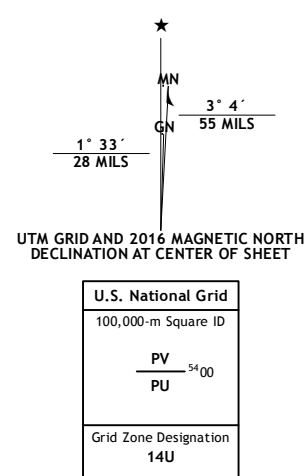 ★
MN
3° 4´
55 MILS
GN
1° 33´
28 MILS
UTM GRID AND 2016 MAGNETIC NORTH
DECLINATION AT CENTER OF SHEET
U.S. National Grid
100,000-m Square ID
PV
5400
PU
Grid Zone Designation
14U